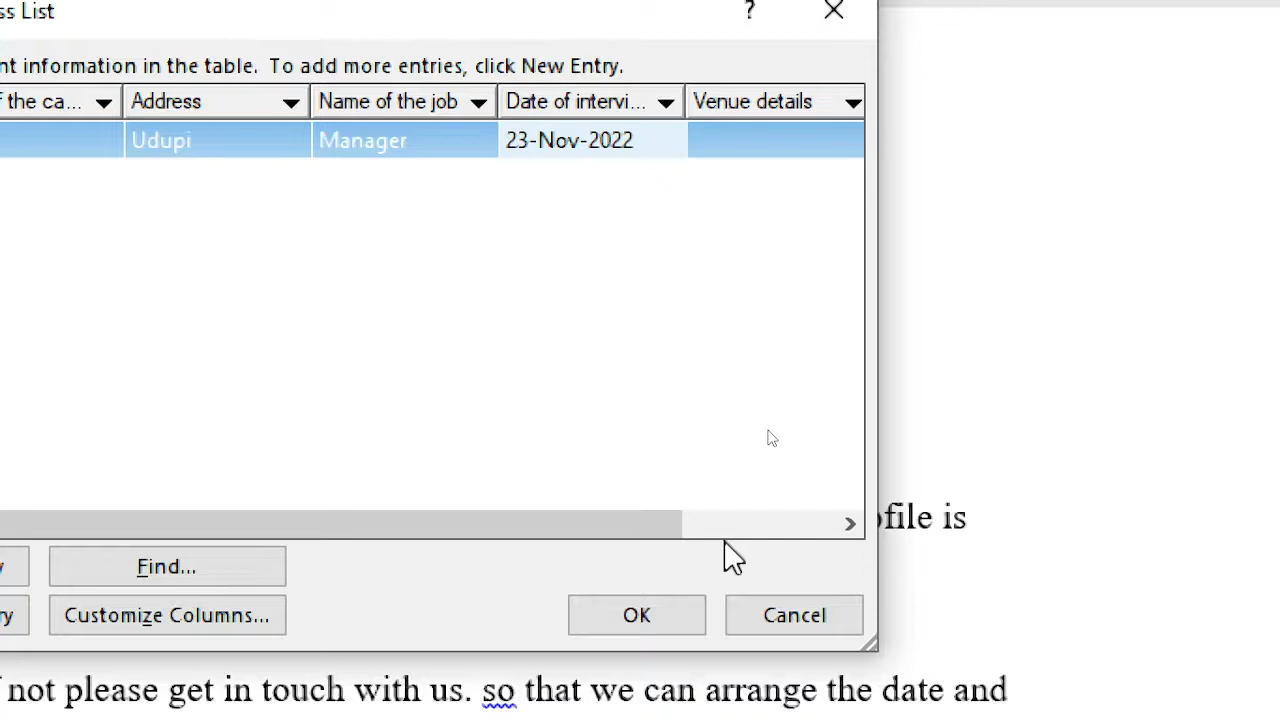 ss List ?
nt information in the table. To add more entries, click New Entry.
f the ca... Address Name of the job Date of intervi... Venue details
Udupi Manager 23-Nov-2022
ofile is
y Find...
ry Customize Columns... OK Cancel
not please get in touch with us. so that we can arrange the date and